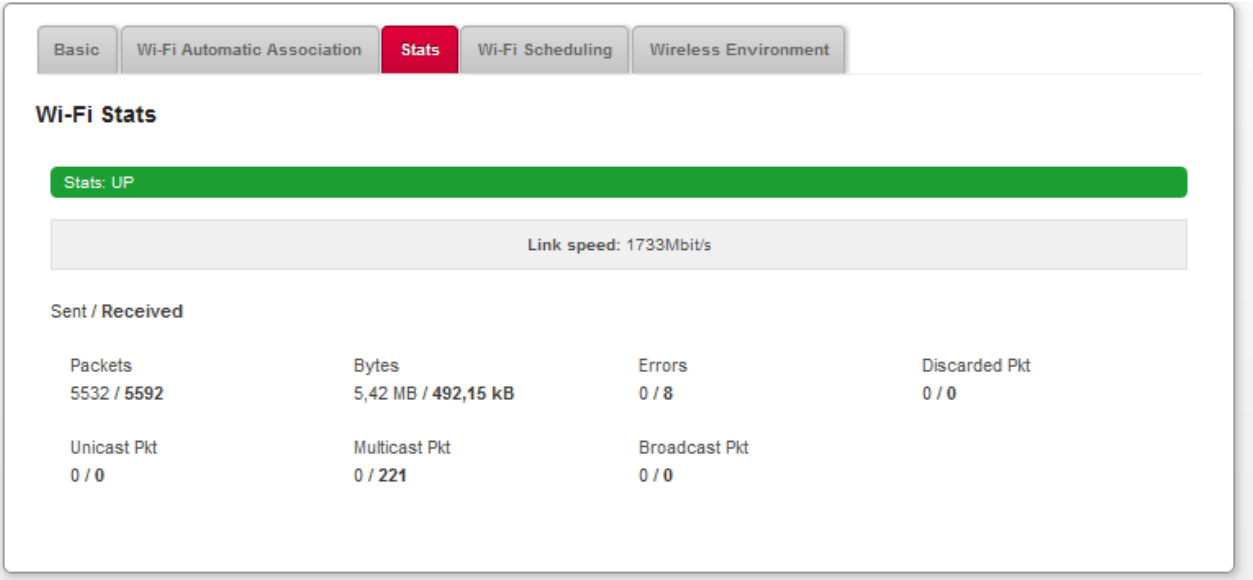 Basic Wi-Fi Automatic Association Stats Wi-Fi Scheduling Wireless Environment
Wi-Fi Stats
Stats: UP
Link speed: 1733Mbit/s
Sent / Received
Packets Bytes Errors Discarded Pkt
5532 / 5592 5,42 MB / 492,15 kB 0 / 8 0 / 0
Unicast Pkt Multicast Pkt Broadcast Pkt
0 / 0 0 / 221 0 / 0